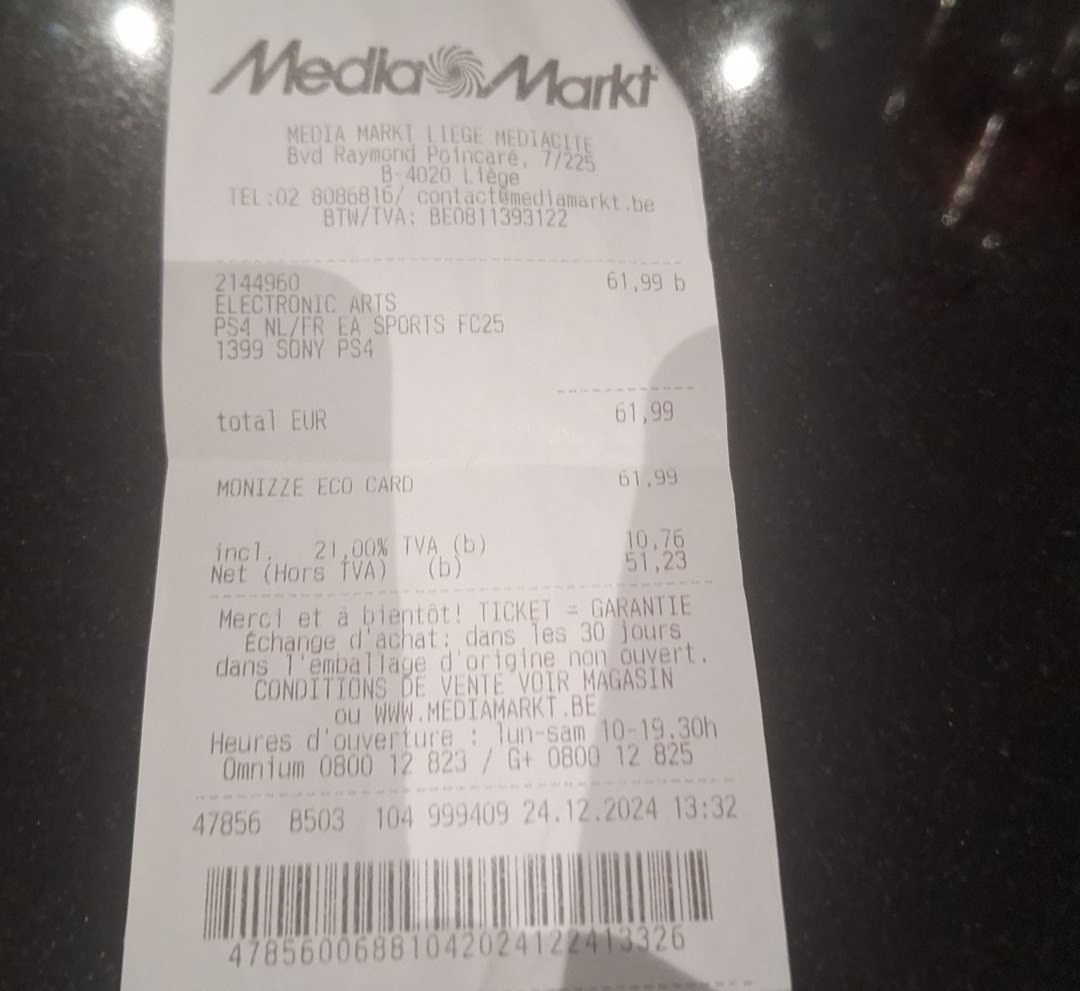 Media Markt
MEDIA MARKT LIEGE MEDIACITE
Bvd Raymond Poincaré, 7/225
B-4020 Liège
TEL:02 8086816/ contact@mediamarkt.be
BTW/TVA: BE0811393122
2144960 61,99 b
ELECTRONIC ARTS
PS4 NL/FR EA SPORTS FC25
1399 SONY PS4
total EUR 61,99
MONIZZE ECO CARD 61,99
incl. 21,00% TVA (b) 10,76
Net (Hors TVA) (b) 51,23
Merci et à bientôt! TICKET = GARANTIE
Échange d'achat: dans les 30 jours
dans l'emballage d'origine non ouvert.
CONDITIONS DE VENTE VOIR MAGASIN
ou WWW.MEDIAMARKT.BE
Heures d'ouverture : lun-sam 10-19.30h
Omnium 0800 12 823 / G+ 0800 12 825
47856 B503 104 999409 24.12.2024 13:32
47856006881042024122413326